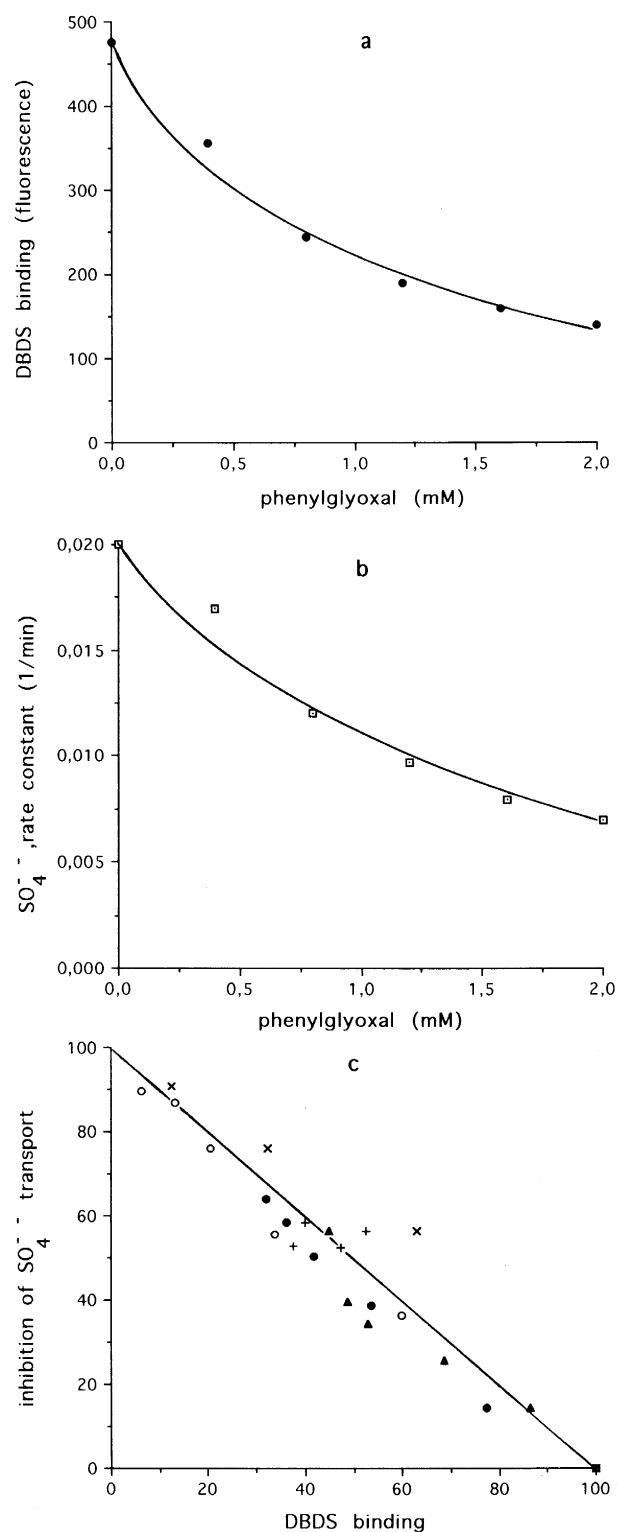 a
500
400
300
200
100
0
DBDS binding (fluorescence)
0,0 0,5 1,0 1,5 2,0
phenylglyoxal (mM)
b
0,020
0,015
0,010
0,005
0,000
SO4-- ,rate constant (1/min)
0,0 0,5 1,0 1,5 2,0
phenylglyoxal (mM)
c
100
80
60
40
20
0
inhibition of SO4-- transport
0 20 40 60 80 100
DBDS binding